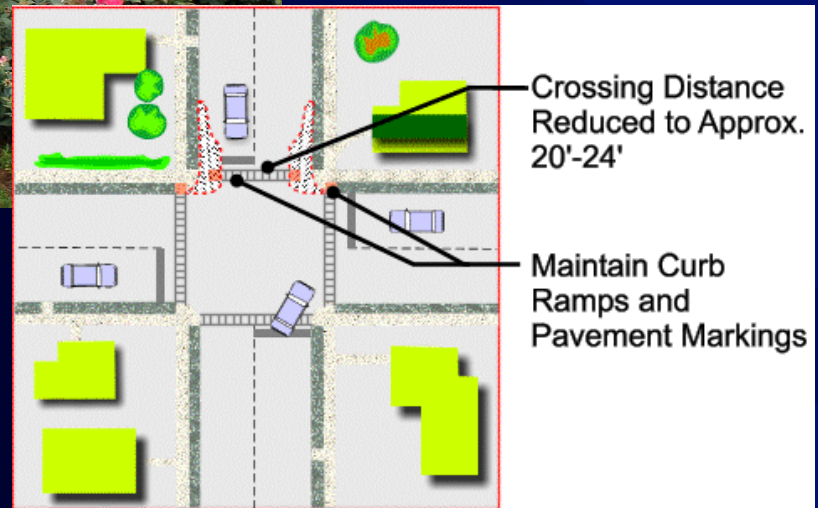 Crossing Distance
Reduced to Approx.
20'-24'
Maintain Curb
Ramps and
Pavement Markings